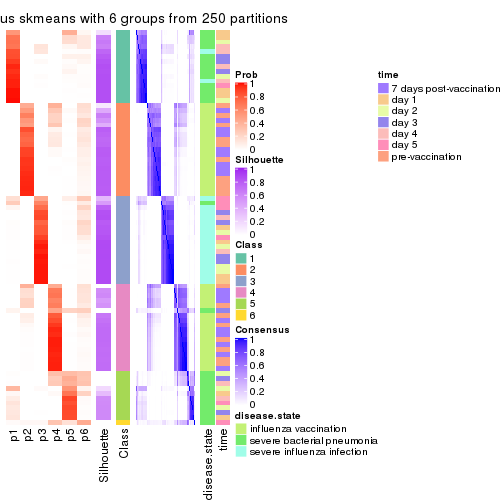 us skmeans with 6 groups from 250 partitions
Prob
1
0.8
0.6
0.4
0.2
0
Silhouette
1
0.8
0.6
0.4
0.2
0
Class
1
2
3
4
5
6
Consensus
1
0.8
0.6
0.4
0.2
0
disease.state
influenza vaccination
severe bacterial pneumonia
severe influenza infection
time
7 days post-vaccination
day 1
day 2
day 3
day 4
day 5
pre-vaccination
p1
p2
p3
p4
p5
p6
Silhouette
Class
disease.state
time